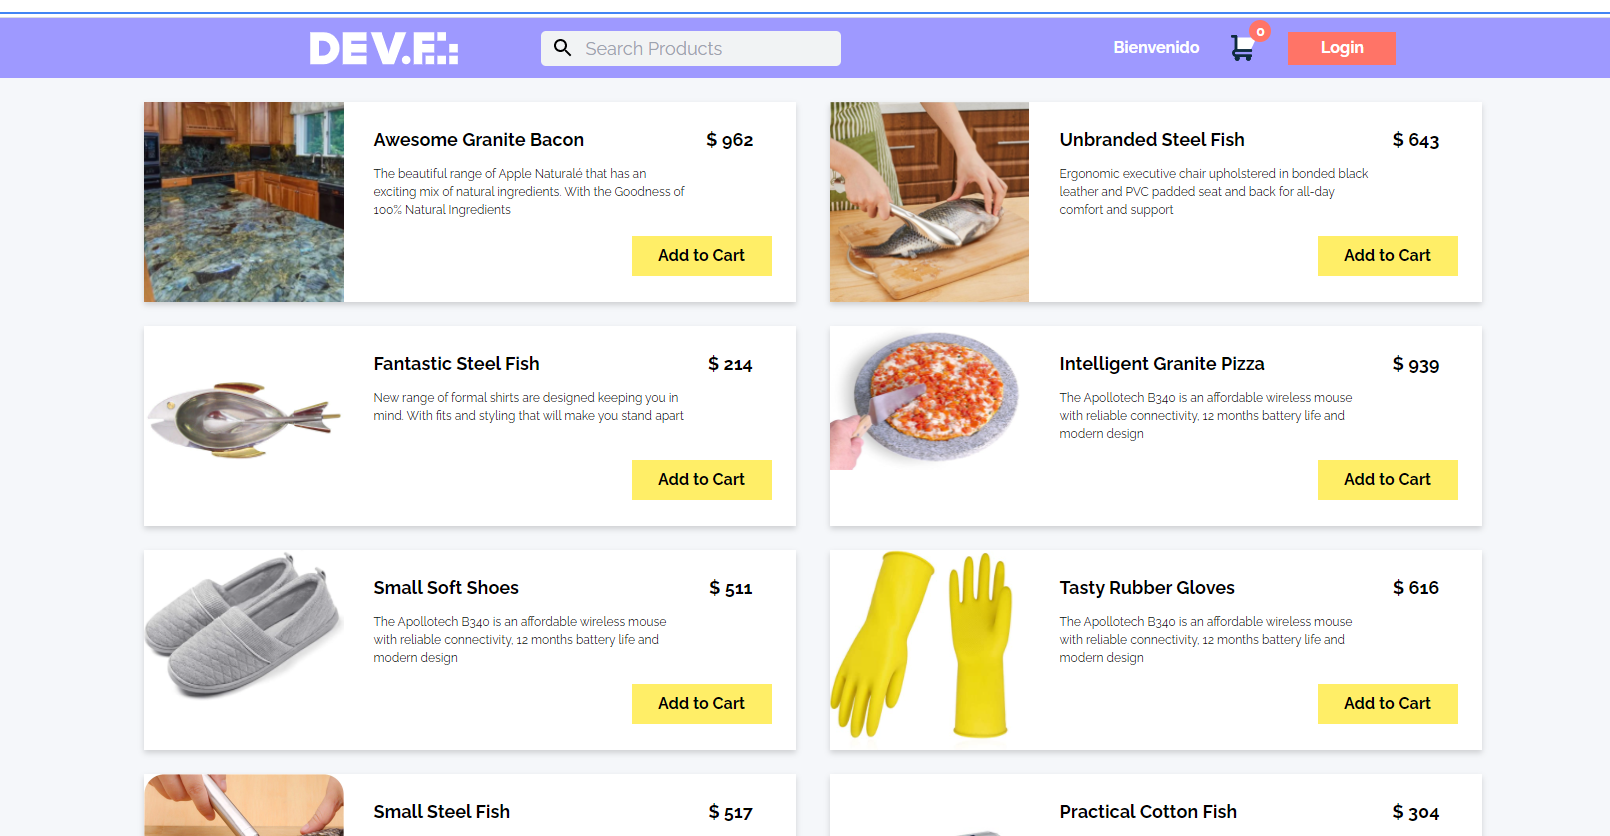 DEV.F.:
Search Products
Bienvenido
0
Login
Awesome Granite Bacon
$ 962
The beautiful range of Apple Naturalé that has an
exciting mix of natural ingredients. With the Goodness of
100% Natural Ingredients
Add to Cart
Unbranded Steel Fish
$ 643
Ergonomic executive chair upholstered in bonded black
leather and PVC padded seat and back for all-day
comfort and support
Add to Cart
Fantastic Steel Fish
$ 214
New range of formal shirts are designed keeping you in
mind. With fits and styling that will make you stand apart
Add to Cart
Intelligent Granite Pizza
$ 939
The Apollotech B340 is an affordable wireless mouse
with reliable connectivity, 12 months battery life and
modern design
Add to Cart
Small Soft Shoes
$ 511
The Apollotech B340 is an affordable wireless mouse
with reliable connectivity, 12 months battery life and
modern design
Add to Cart
Tasty Rubber Gloves
$ 616
The Apollotech B340 is an affordable wireless mouse
with reliable connectivity, 12 months battery life and
modern design
Add to Cart
Small Steel Fish
$ 517
Practical Cotton Fish
$ 304